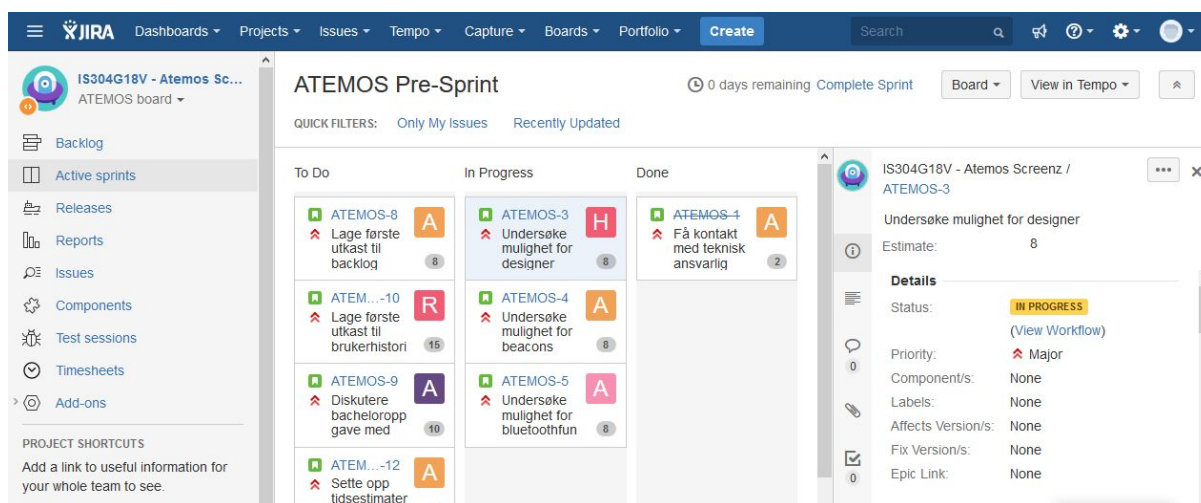 JIRA Dashboards Projects Issues Tempo Capture Boards Portfolio Create Search
IS304G18V - Atemos Sc...
ATEMOS board
Backlog
Active sprints
Releases
Reports
Issues
Components
Test sessions
Timesheets
Add-ons
PROJECT SHORTCUTS
Add a link to useful information for
your whole team to see.
ATEMOS Pre-Sprint
0 days remaining Complete Sprint Board View in Tempo
QUICK FILTERS: Only My Issues Recently Updated
To Do
ATEMOS-8 A
Lage første
utkast til
backlog 8
ATEM...-10 R
Lage første
utkast til
brukerhistori 15
ATEMOS-9 A
Diskutere
bacheloropp
gave med 10
ATEM...-12 A
Sette opp
tidsestimater
In Progress
ATEMOS-3 H
Undersøke
mulighet for
designer 8
ATEMOS-4 A
Undersøke
mulighet for
beacons 8
ATEMOS-5 A
Undersøke
mulighet for
bluetoothfun 8
Done
ATEMOS-1 A
Få kontakt
med teknisk
ansvarlig 2
IS304G18V - Atemos Screenz /
ATEMOS-3
Undersøke mulighet for designer
Estimate: 8
Details
Status: IN PROGRESS
(View Workflow)
Priority: Major
Component/s: None
Labels: None
Affects Version/s: None
Fix Version/s: None
Epic Link: None
0
0